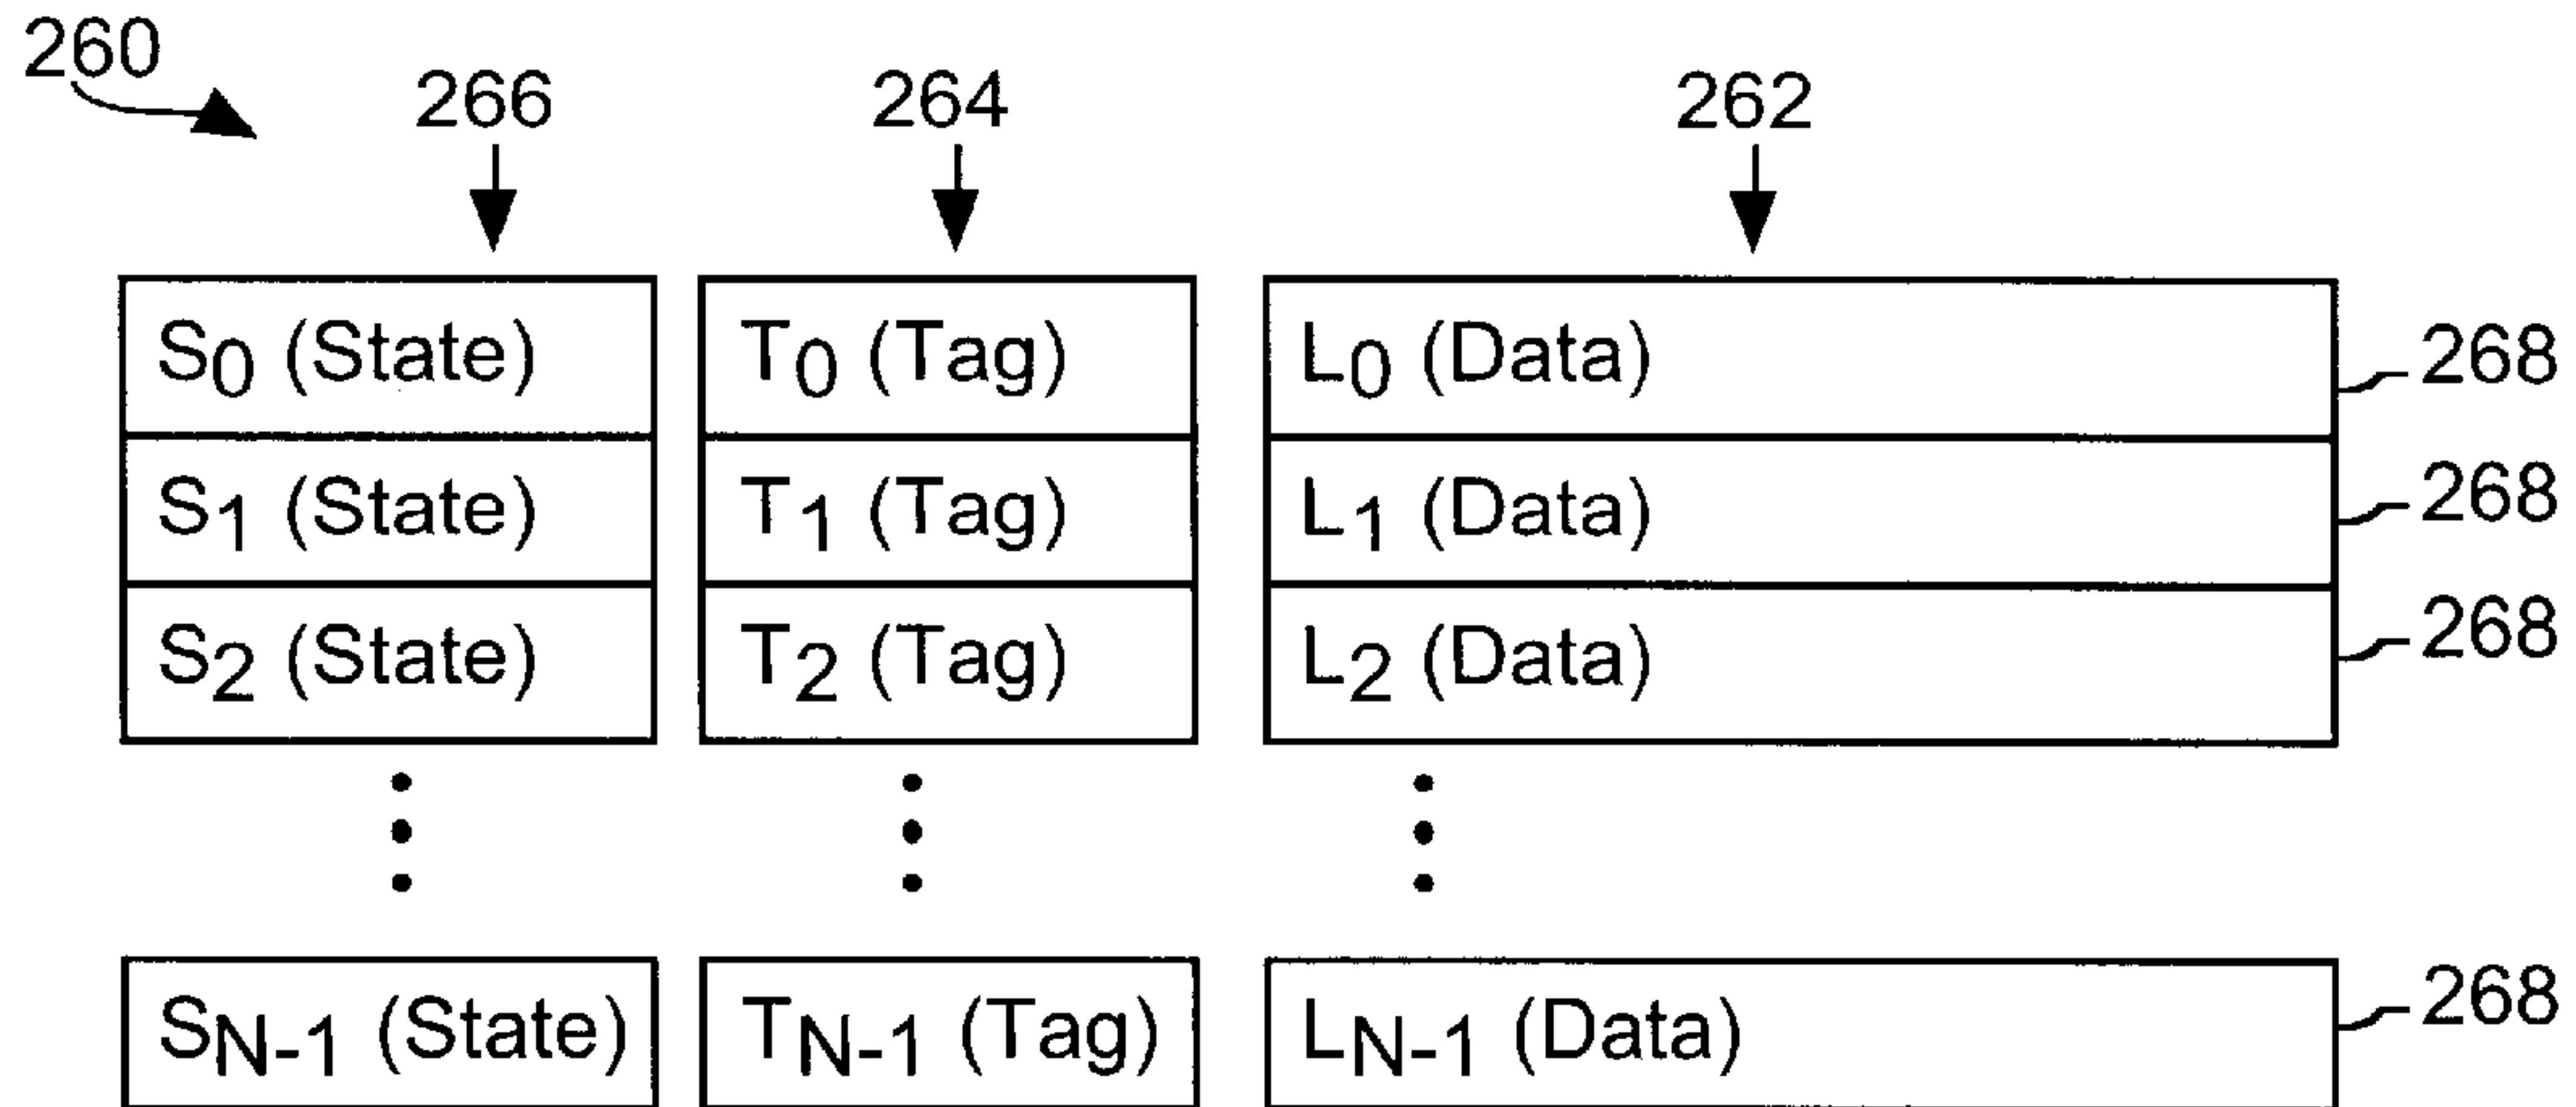 260
266 264 262
S0 (State) T0 (Tag) L0 (Data) 268
S1 (State) T1 (Tag) L1 (Data) 268
S2 (State) T2 (Tag) L2 (Data) 268
SN-1 (State) TN-1 (Tag) LN-1 (Data) 268